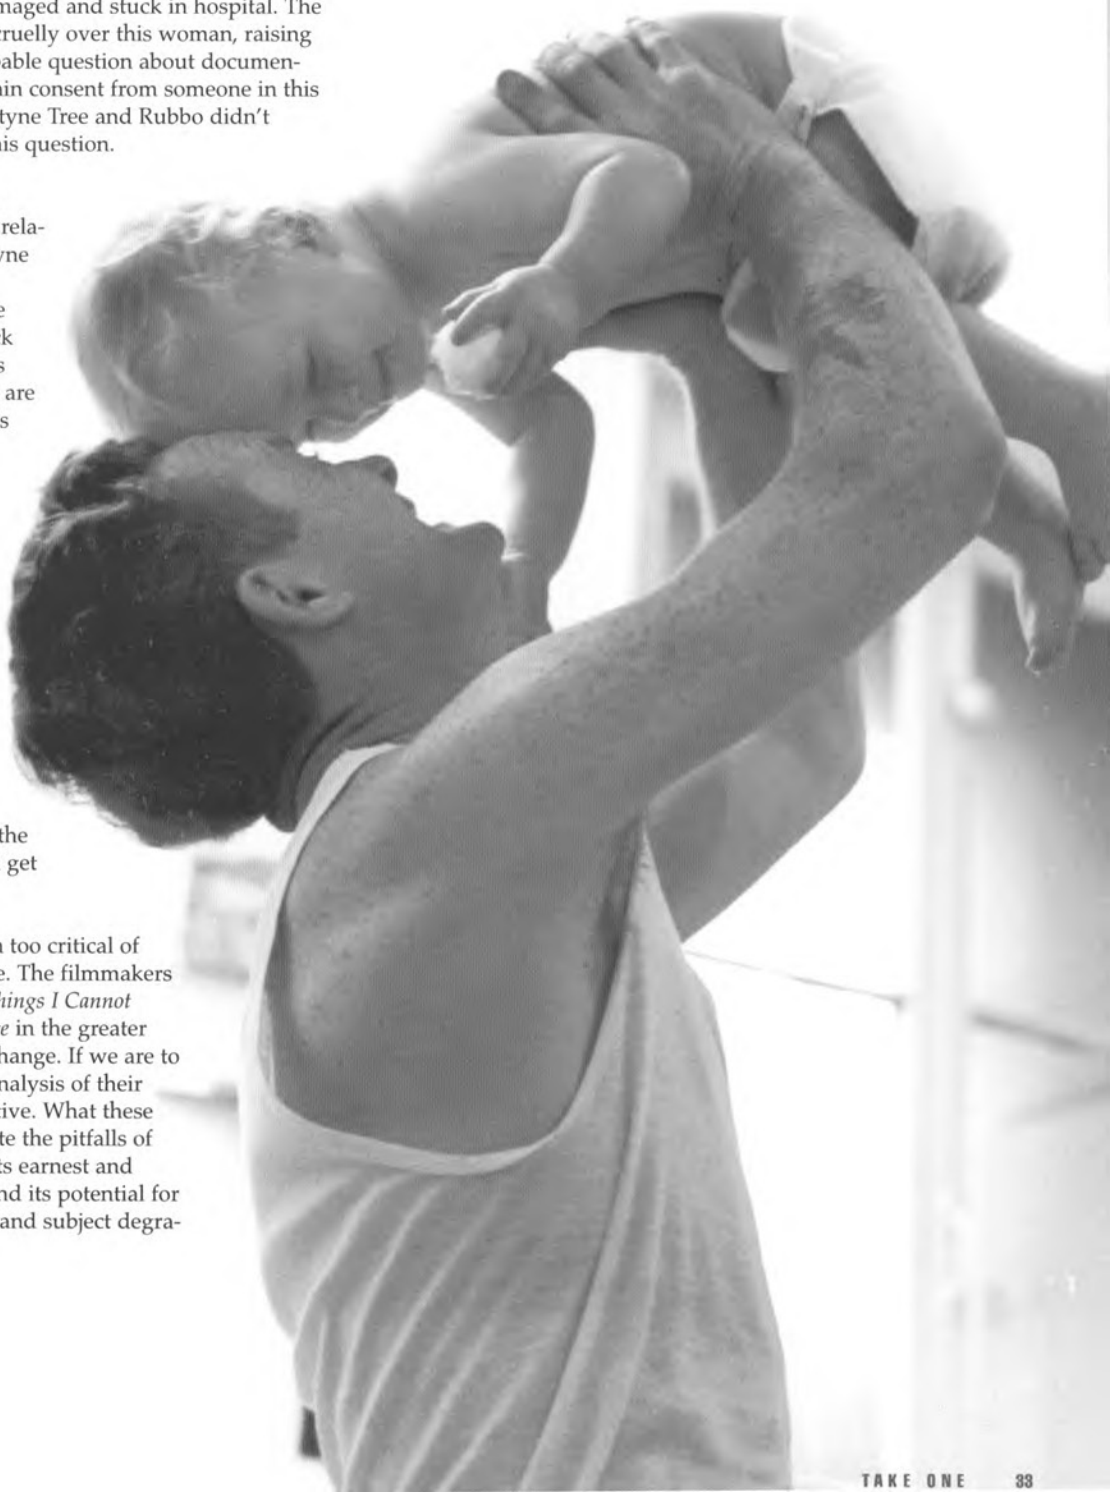 maged and stuck in hospital. The
cruelly over this woman, raising
able question about documen-
ain consent from someone in this
tyne Tree and Rubbo didn't
his question.
rela-
yne
e
k
s
are
s
the
get
n too critical of
e. The filmmakers
hings I Cannot
e in the greater
hange. If we are to
nalysis of their
tive. What these
te the pitfalls of
ts earnest and
nd its potential for
and subject degra-
TAKE ONE 33